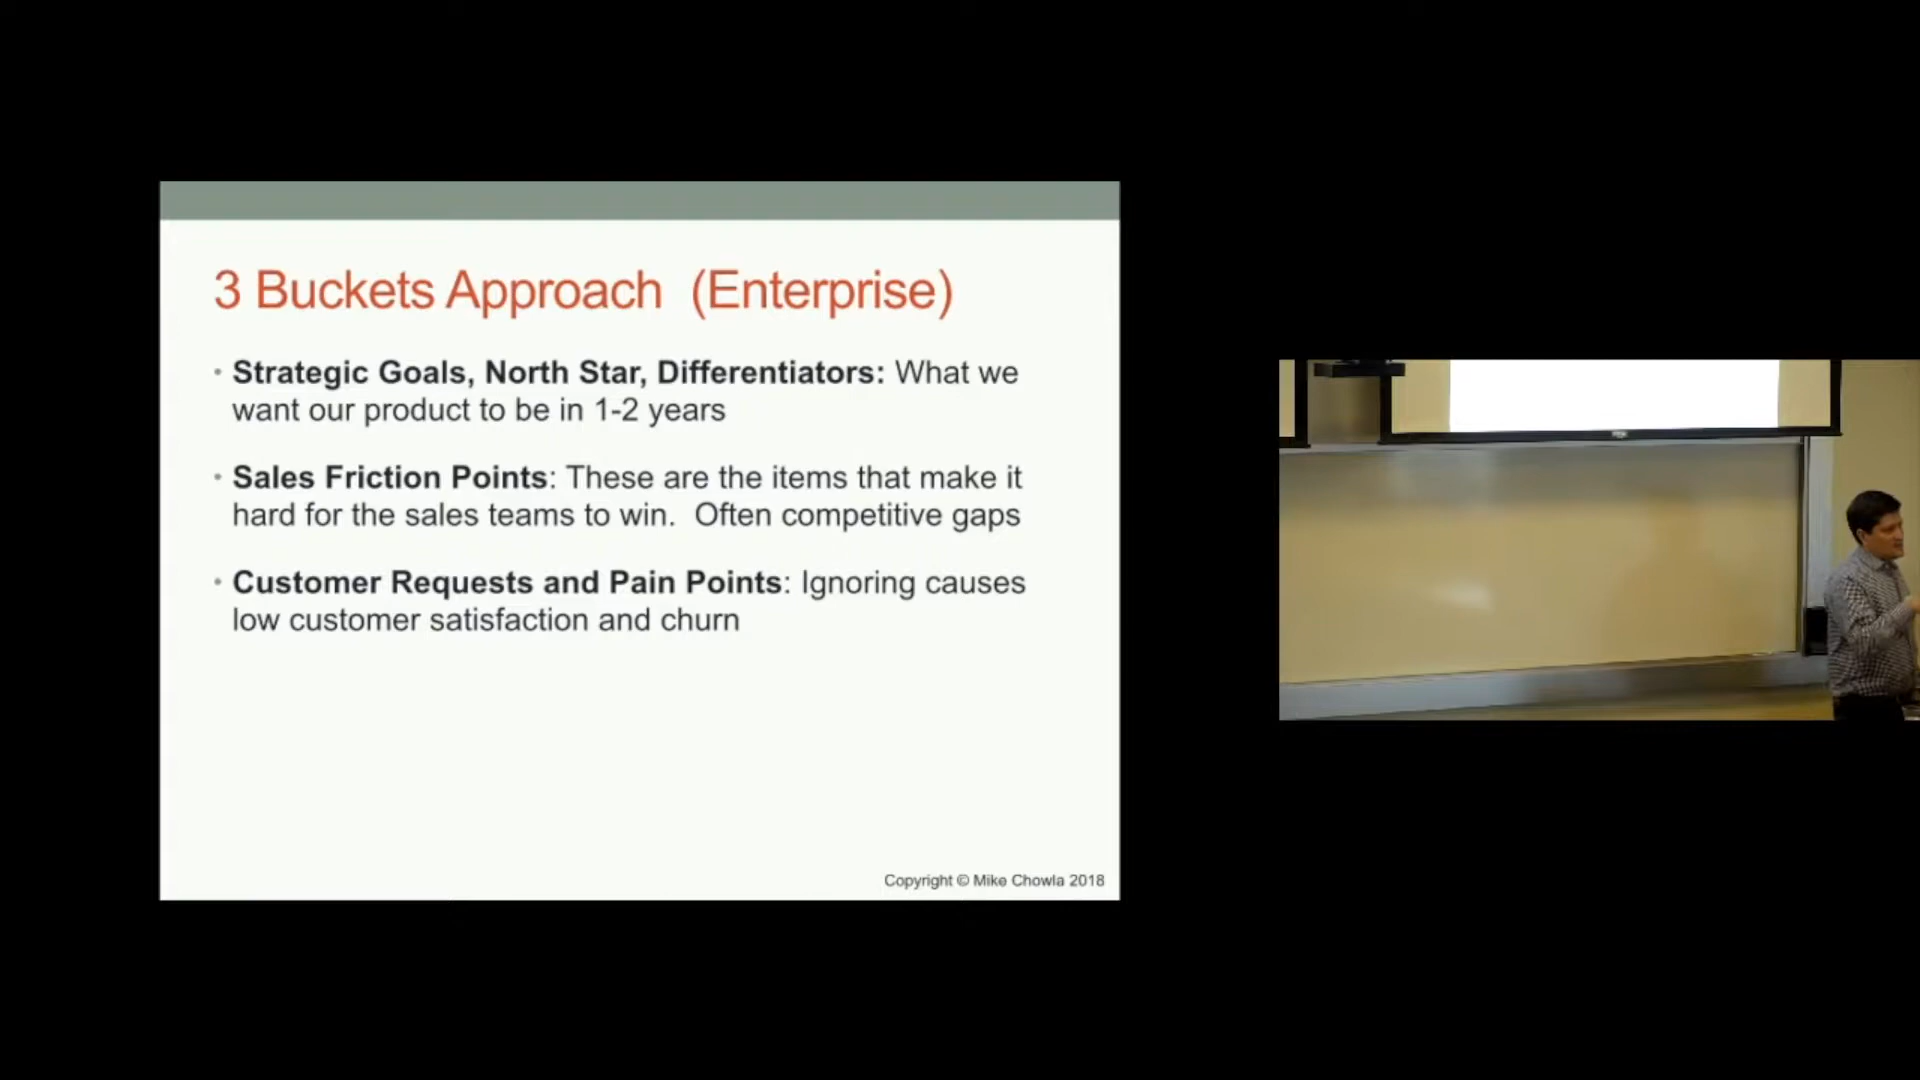 3 Buckets Approach (Enterprise)
• Strategic Goals, North Star, Differentiators: What we
want our product to be in 1-2 years
• Sales Friction Points: These are the items that make it
hard for the sales teams to win. Often competitive gaps
• Customer Requests and Pain Points: Ignoring causes
low customer satisfaction and churn
Copyright © Mike Chowla 2018